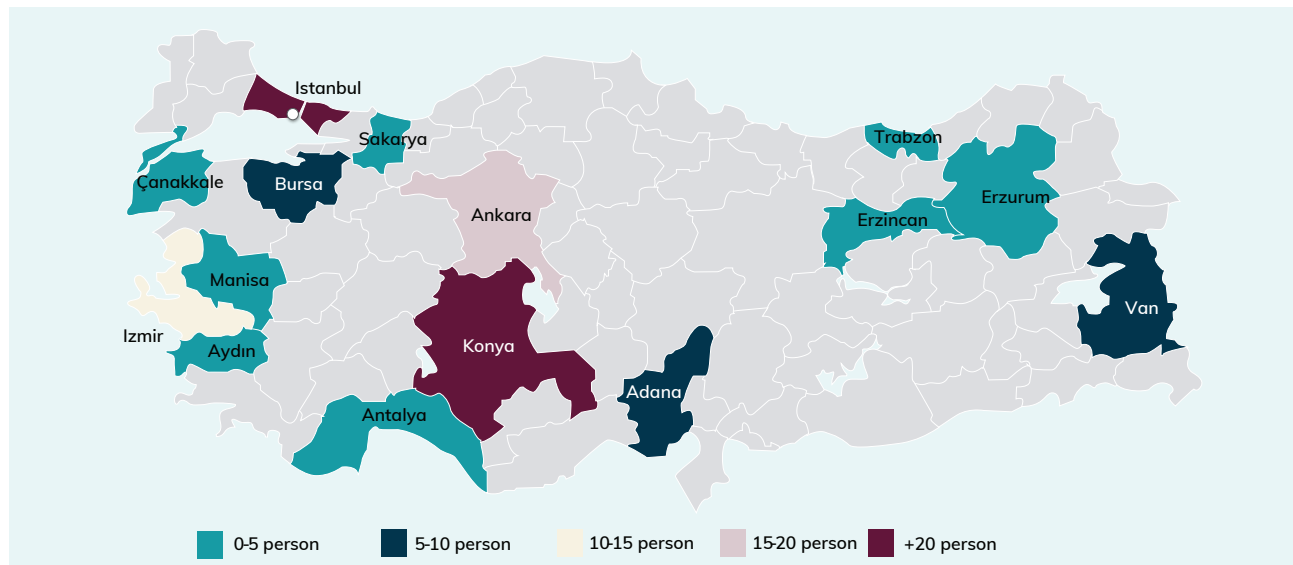 Istanbul
Sakarya
Trabzon
Çanakkale
Bursa
Erzurum
Ankara
Erzincan
Manisa
Van
Izmir
Konya
Aydın
Adana
Antalya
0-5 person
5-10 person
10-15 person
15-20 person
+20 person